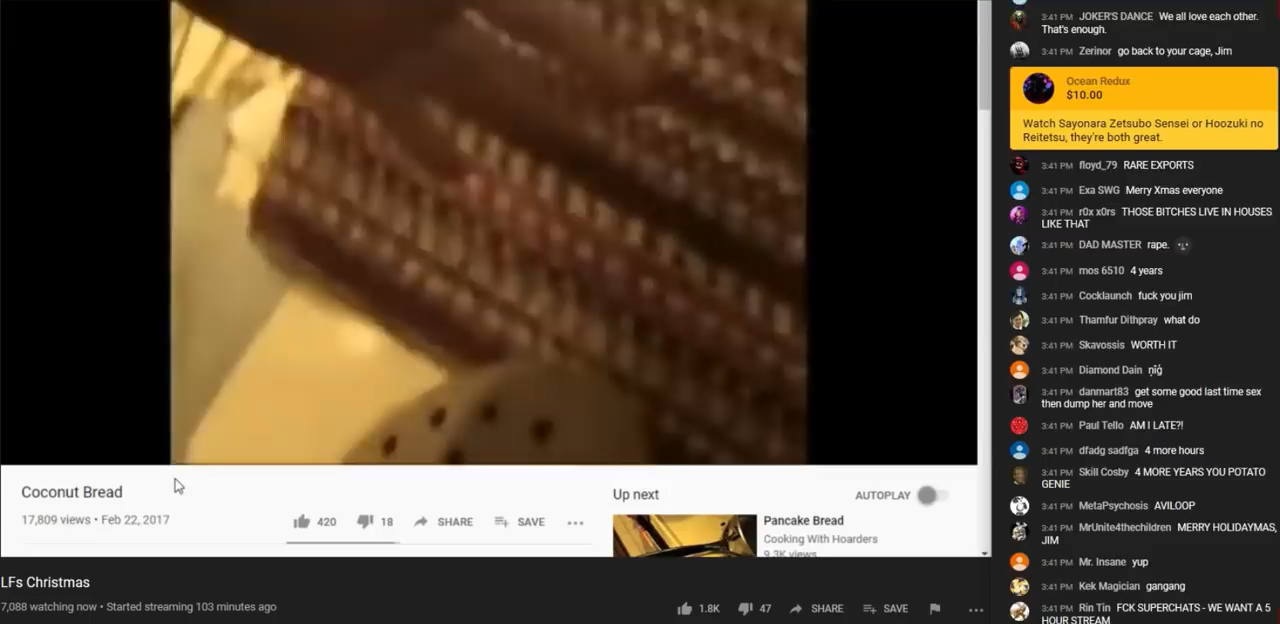 Coconut Bread
17,809 views • Feb 22, 2017
420
18
SHARE
SAVE
Up next
AUTOPLAY
Pancake Bread
Cooking With Hoarders
9.3K views
LFs Christmas
7,088 watching now • Started streaming 103 minutes ago
1.8K
47
SHARE
SAVE
3:41 PM JOKER'S DANCE We all love each other.
That's enough.
3:41 PM Zerinor go back to your cage, Jim
Ocean Redux
$10.00
Watch Sayonara Zetsubo Sensei or Hoozuki no
Reitetsu, they're both great.
3:41 PM floyd_79 RARE EXPORTS
3:41 PM Exa SWG Merry Xmas everyone
3:41 PM r0x x0rs THOSE BITCHES LIVE IN HOUSES
LIKE THAT
3:41 PM DAD MASTER rape.
3:41 PM mos 6510 4 years
3:41 PM Cocklaunch fuck you jim
3:41 PM Thamfur Dithpray what do
3:41 PM Skavossis WORTH IT
3:41 PM Diamond Dain
3:41 PM danmart83 get some good last time sex
then dump her and move
3:41 PM Paul Tello AM I LATE?!
3:41 PM dfadg sadfga 4 more hours
3:41 PM Skill Cosby 4 MORE YEARS YOU POTATO
GENIE
3:41 PM MetaPsychosis AVILOOP
3:41 PM MrUnite4thechildren MERRY HOLIDAYMAS,
JIM
3:41 PM Mr. Insane yup
3:41 PM Kek Magician gangang
3:41 PM Rin Tin FCK SUPERCHATS - WE WANT A 5
HOUR STREAM